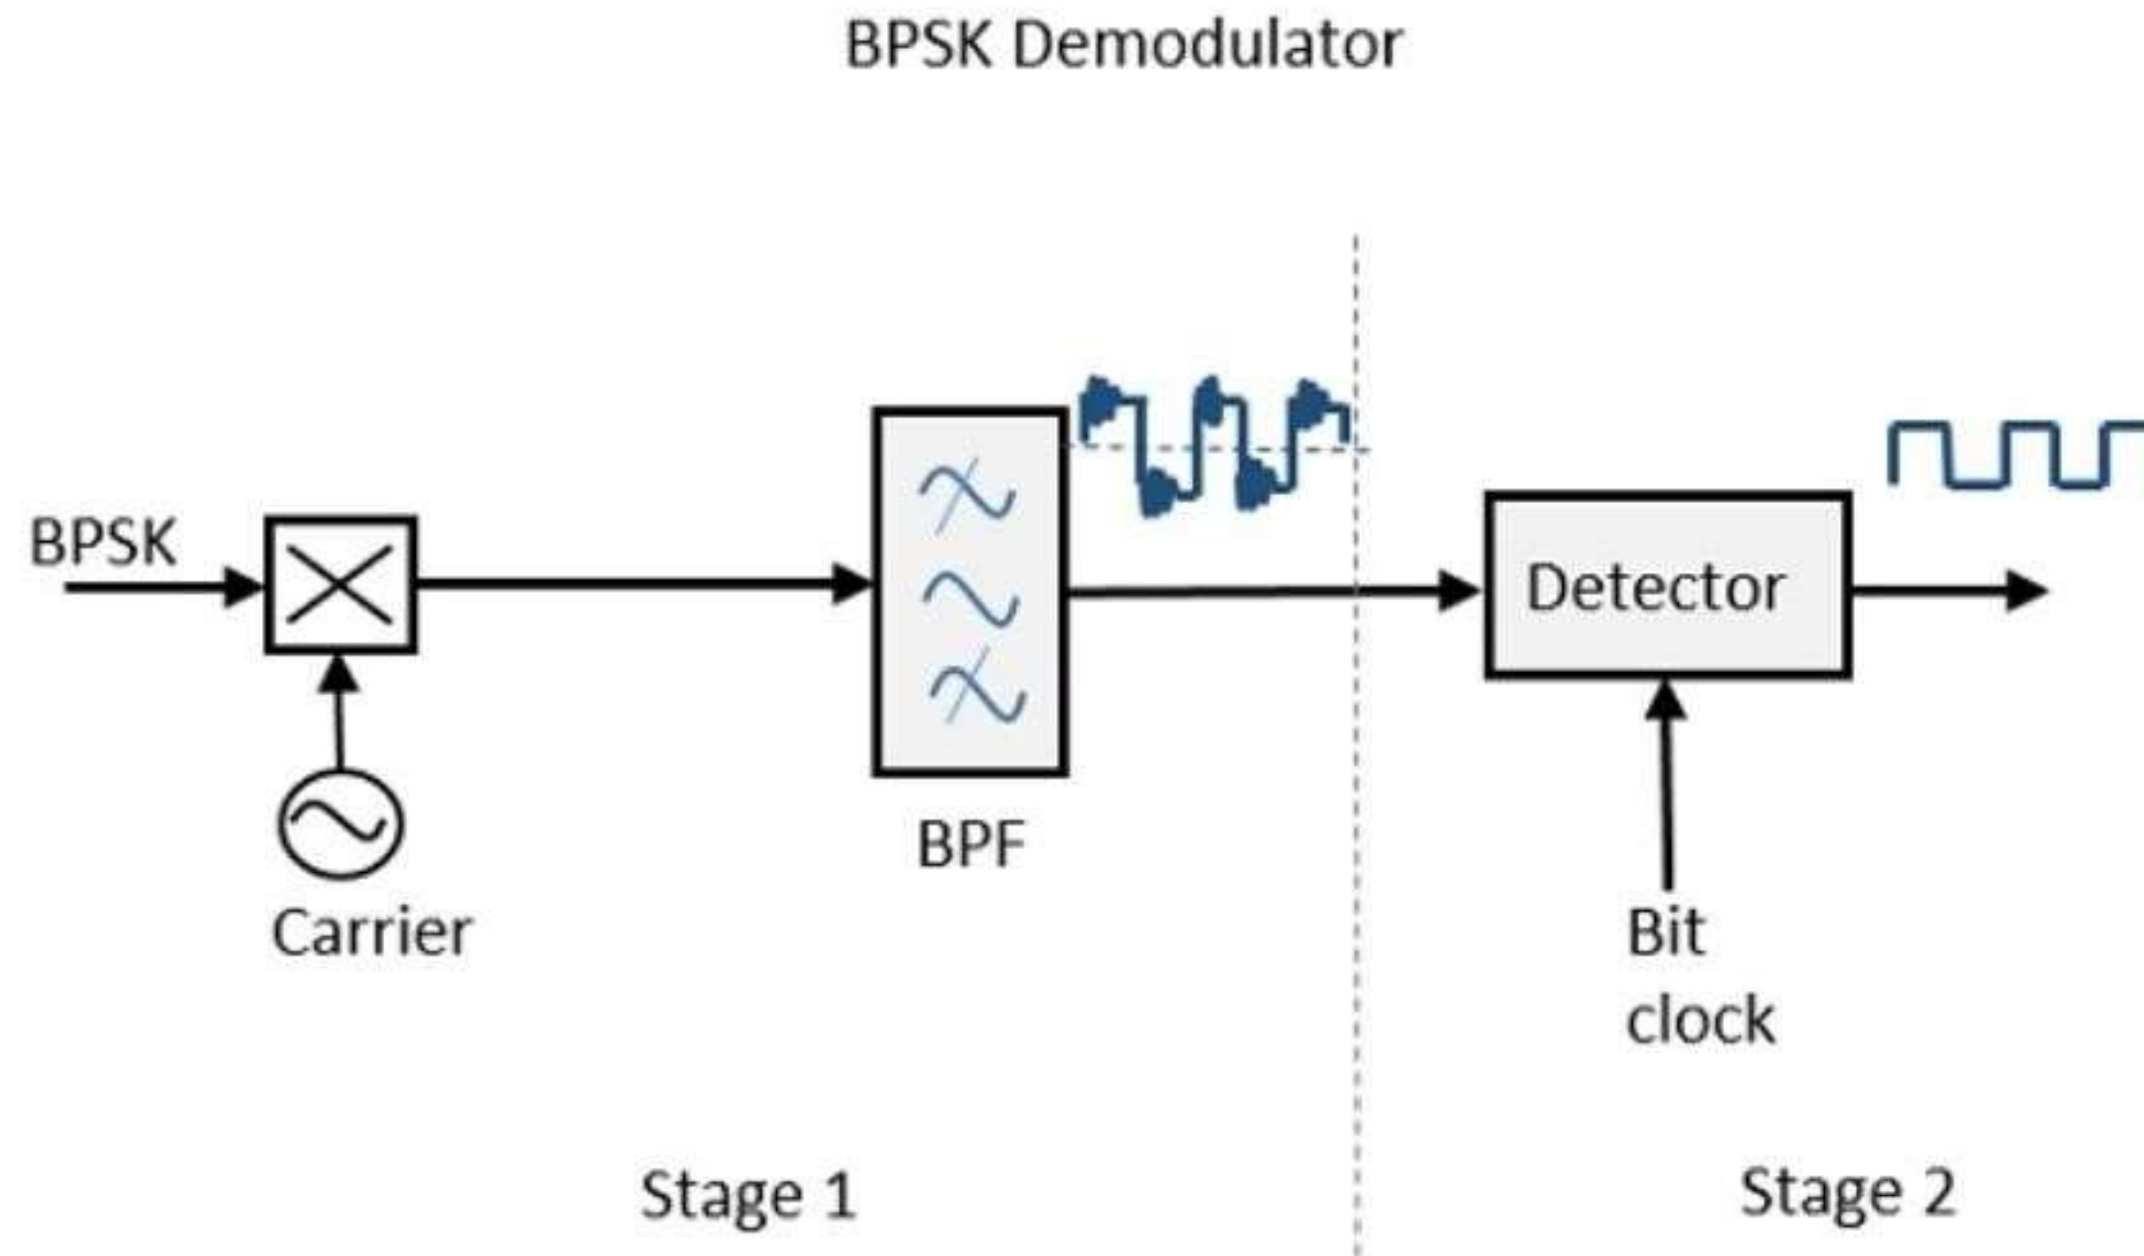 BPSK Demodulator
BPSK
Carrier
BPF
Detector
Bit
clock
Stage 1
Stage 2